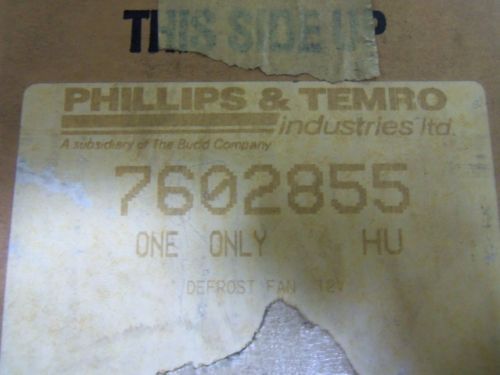 THIS SIDE UP
PHILLIPS & TEMRO
industries ltd.
A subsidiary of The Budd Company
7602855
ONE ONLY HU
DEFROST FAN 12V